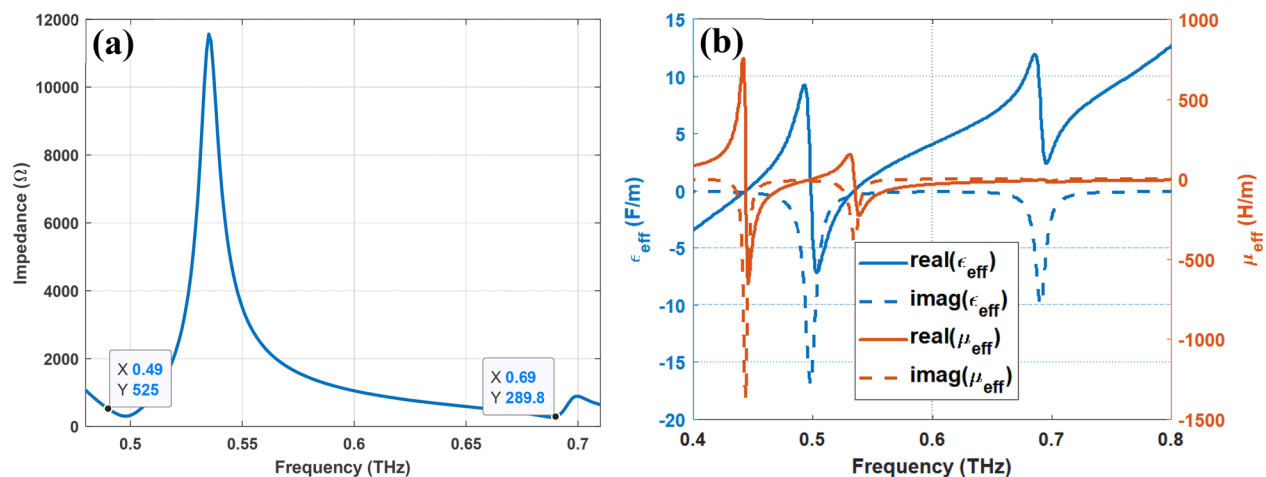 (a)
12000
10000
8000
6000
4000
2000
0
Impedance (Ω)
X 0.49
Y 525
X 0.69
Y 289.8
0.5
0.55
0.6
0.65
0.7
Frequency (THz)
(b)
15
10
5
0
-5
-10
-15
-20
ϵeff (F/m)
real(ϵeff)
imag(ϵeff)
real(μeff)
imag(μeff)
1000
500
0
-500
-1000
-1500
μeff (H/m)
0.4
0.5
0.6
0.7
0.8
Frequency (THz)